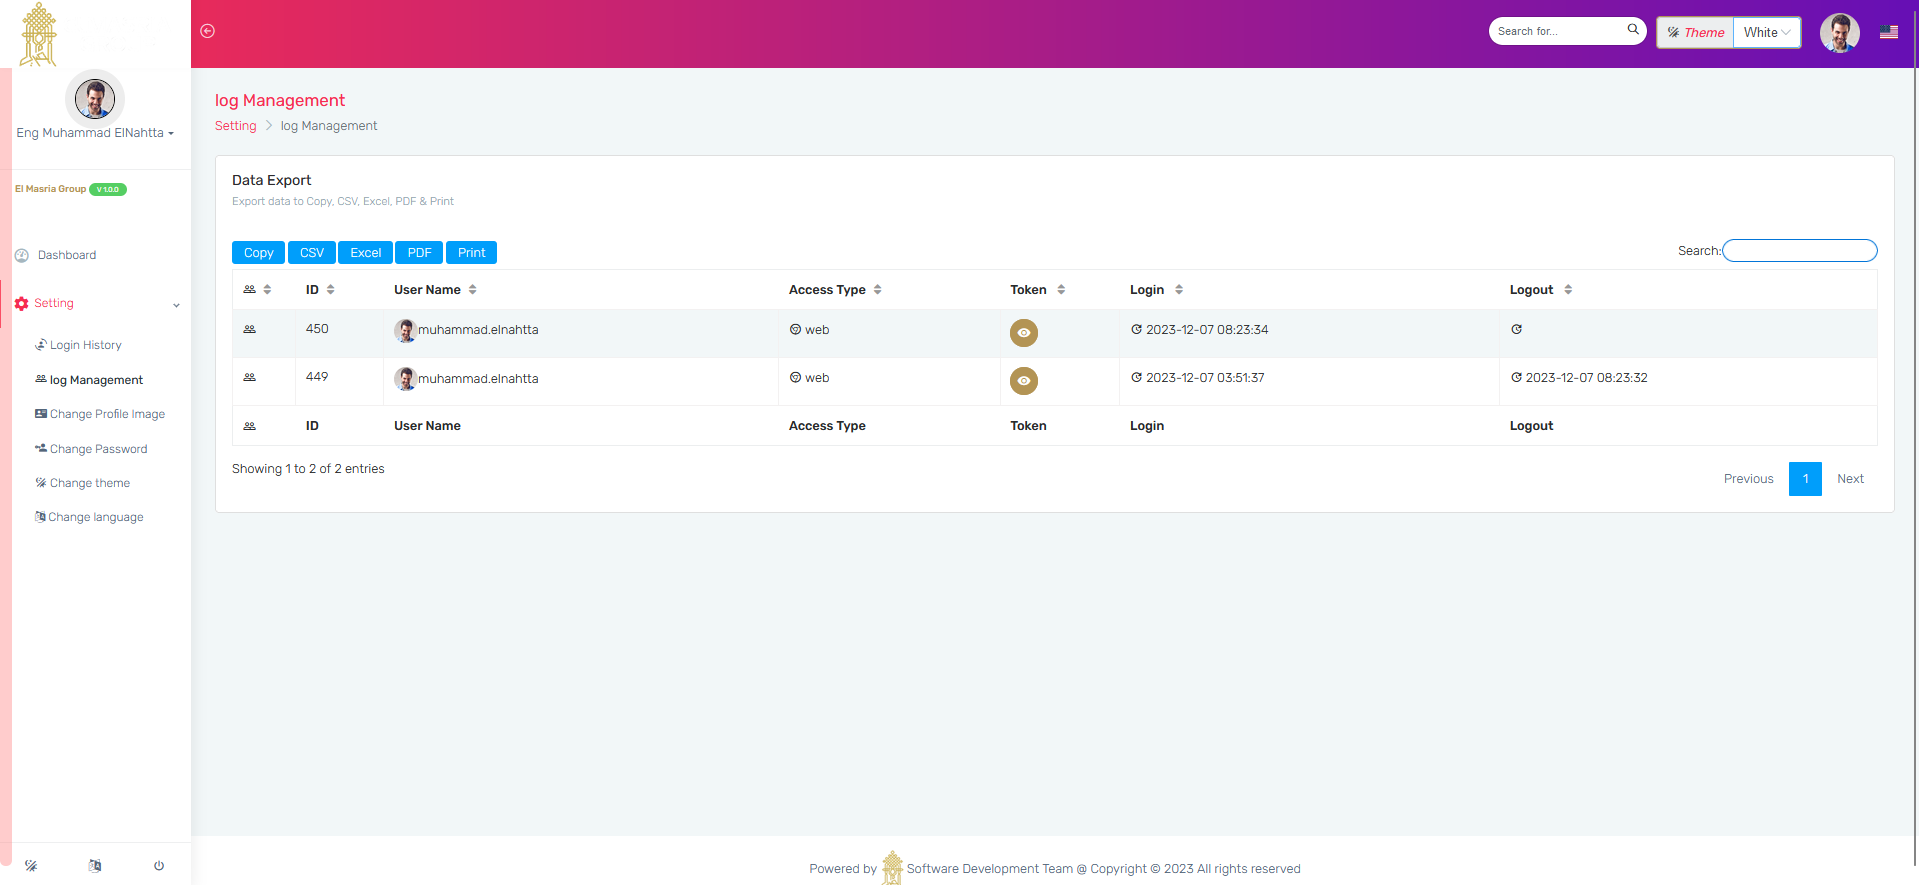 Search for...
Theme
White
Eng Muhammad ElNahtta
El Masria Group V 1.0.0
Dashboard
Setting
Login History
log Management
Change Profile Image
Change Password
Change theme
Change language
log Management
Setting > log Management
Data Export
Export data to Copy, CSV, Excel, PDF & Print
Copy CSV Excel PDF Print
Search:
ID User Name Access Type Token Login Logout
450 muhammad.elnahtta web 2023-12-07 08:23:34
449 muhammad.elnahtta web 2023-12-07 03:51:37 2023-12-07 08:23:32
ID User Name Access Type Token Login Logout
Showing 1 to 2 of 2 entries
Previous 1 Next
Powered by Software Development Team @ Copyright © 2023 All rights reserved